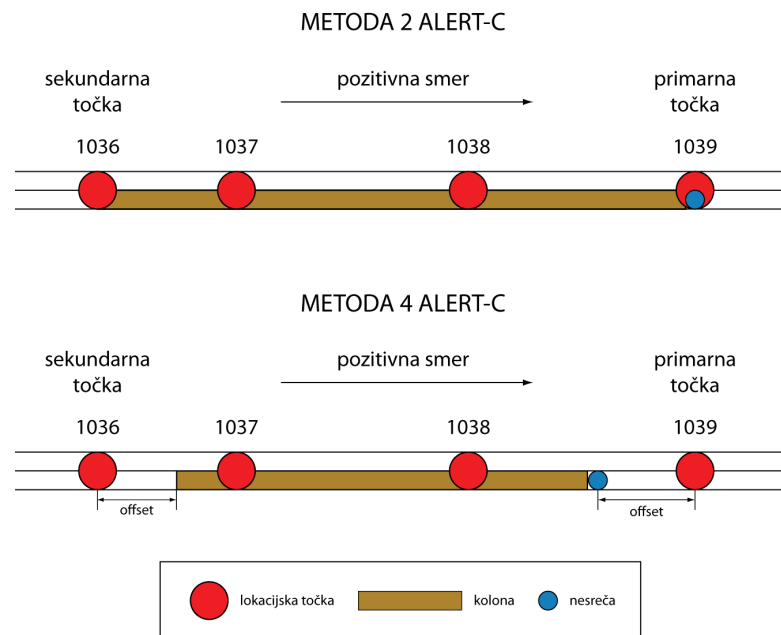 METODA 2 ALERT-C
sekundarna točka
pozitivna smer
primarna točka
1036 1037 1038 1039
METODA 4 ALERT-C
sekundarna točka
pozitivna smer
primarna točka
1036 1037 1038 1039
offset offset
lokacijska točka kolona nesreča